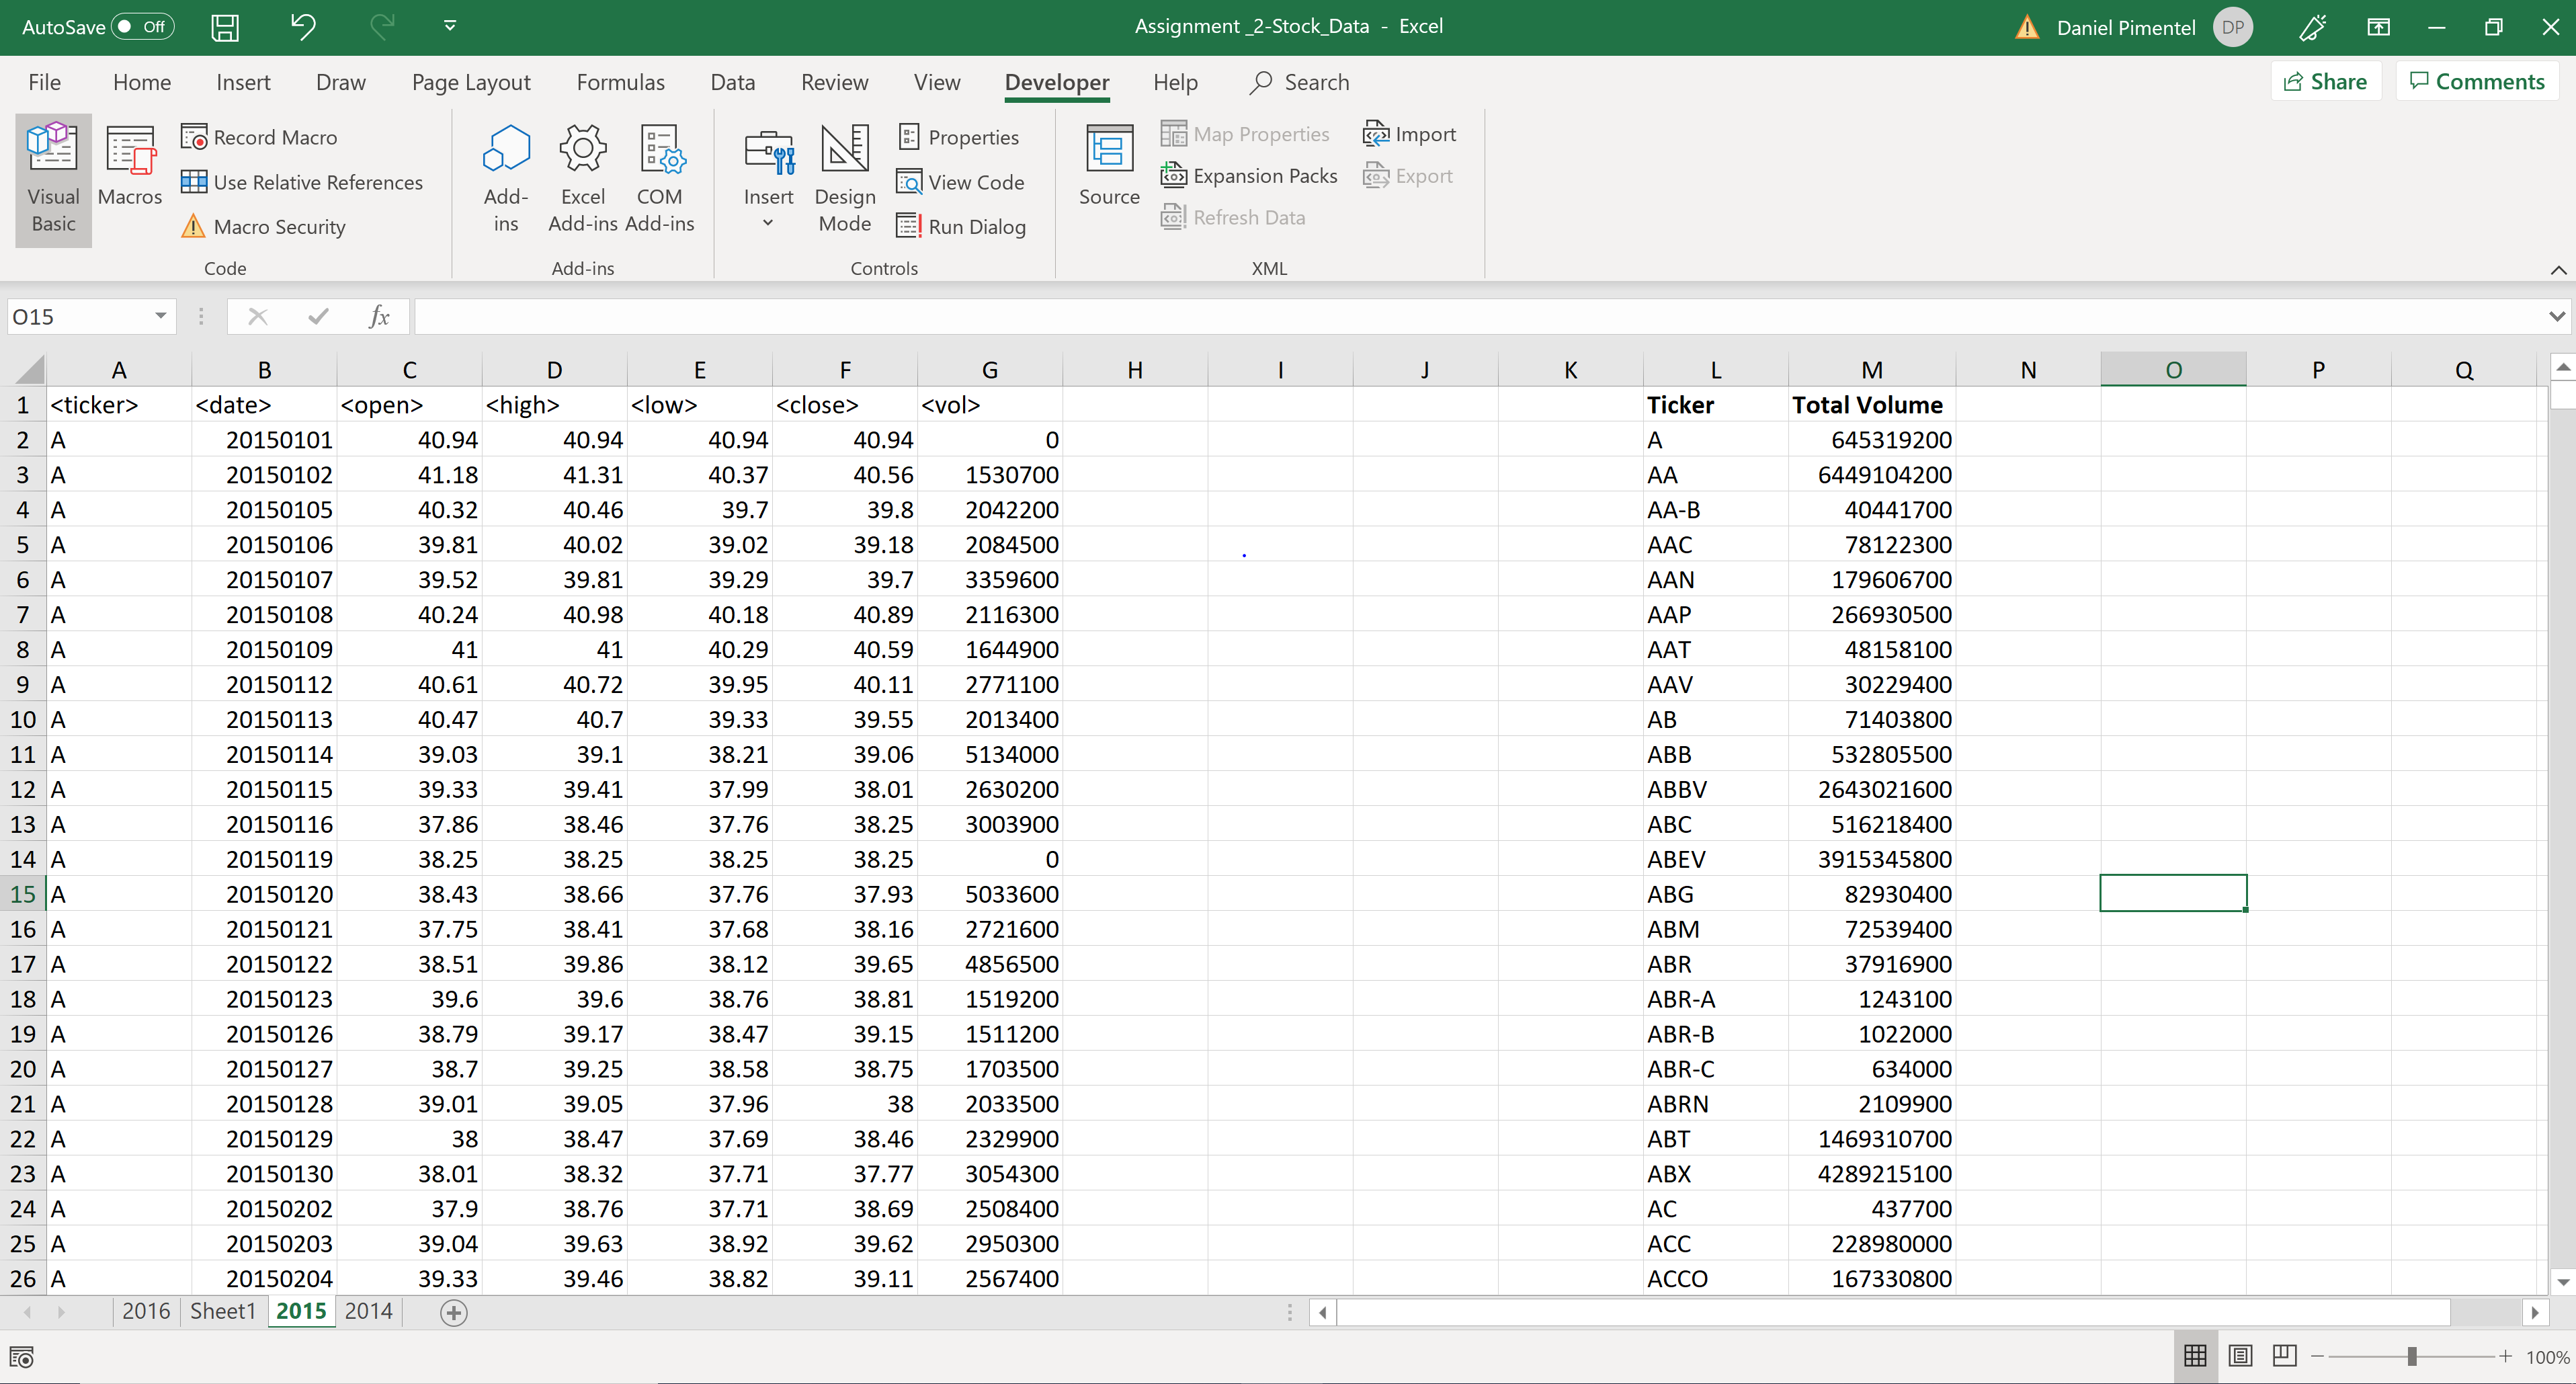 AutoSave Off Assignment _2-Stock_Data - Excel Daniel Pimentel DP
File Home Insert Draw Page Layout Formulas Data Review View Developer Help Search Share Comments
Visual Basic
Macros
Record Macro
Use Relative References
Macro Security
Code
Add-ins
Excel Add-ins
COM Add-ins
Add-ins
Insert
Design Mode
Properties
View Code
Run Dialog
Controls
Source
Map Properties
Expansion Packs
Refresh Data
Import
Export
XML
O15 fx
A B C D E F G H I J K L M N O P Q
1 <ticker> <date> <open> <high> <low> <close> <vol> Ticker Total Volume
2 A 20150101 40.94 40.94 40.94 40.94 0 A 645319200
3 A 20150102 41.18 41.31 40.37 40.56 1530700 AA 6449104200
4 A 20150105 40.32 40.46 39.7 39.8 2042200 AA-B 40441700
5 A 20150106 39.81 40.02 39.02 39.18 2084500 AAC 78122300
6 A 20150107 39.52 39.81 39.29 39.7 3359600 AAN 179606700
7 A 20150108 40.24 40.98 40.18 40.89 2116300 AAP 266930500
8 A 20150109 41 41 40.29 40.59 1644900 AAT 48158100
9 A 20150112 40.61 40.72 39.95 40.11 2771100 AAV 30229400
10 A 20150113 40.47 40.7 39.33 39.55 2013400 AB 71403800
11 A 20150114 39.03 39.1 38.21 39.06 5134000 ABB 532805500
12 A 20150115 39.33 39.41 37.99 38.01 2630200 ABBV 2643021600
13 A 20150116 37.86 38.46 37.76 38.25 3003900 ABC 516218400
14 A 20150119 38.25 38.25 38.25 38.25 0 ABEV 3915345800
15 A 20150120 38.43 38.66 37.76 37.93 5033600 ABG 82930400
16 A 20150121 37.75 38.41 37.68 38.16 2721600 ABM 72539400
17 A 20150122 38.51 39.86 38.12 39.65 4856500 ABR 37916900
18 A 20150123 39.6 39.6 38.76 38.81 1519200 ABR-A 1243100
19 A 20150126 38.79 39.17 38.47 39.15 1511200 ABR-B 1022000
20 A 20150127 38.7 39.25 38.58 38.75 1703500 ABR-C 634000
21 A 20150128 39.01 39.05 37.96 38 2033500 ABRN 2109900
22 A 20150129 38 38.47 37.69 38.46 2329900 ABT 1469310700
23 A 20150130 38.01 38.32 37.71 37.77 3054300 ABX 4289215100
24 A 20150202 37.9 38.76 37.71 38.69 2508400 AC 437700
25 A 20150203 39.04 39.63 38.92 39.62 2950300 ACC 228980000
26 A 20150204 39.33 39.46 38.82 39.11 2567400 ACCO 167330800
2016 Sheet1 2015 2014
100%